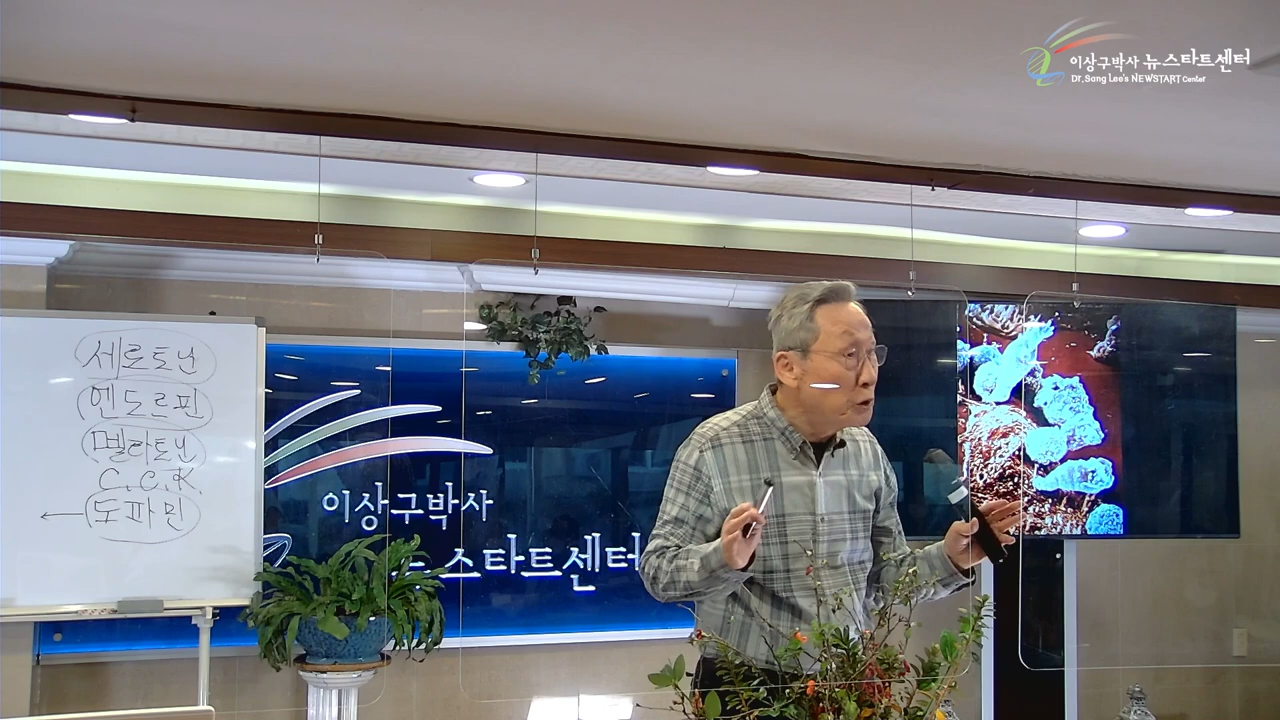 이상구박사 뉴스타트센터
Dr. Sang Lee's NEWSTART Center
세로토닌
엔도르핀
멜라토닌
C.C.K.
도파민
이상구박사
뉴스타트센터